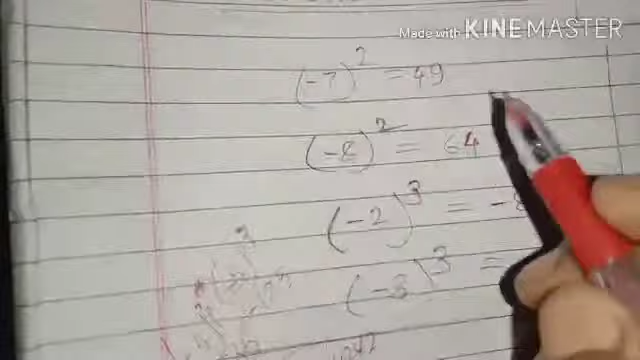 Made with KINEMASTER
(-7)² = 49
(-8)² = 64
(-2)³ = -8
(-3)³ =